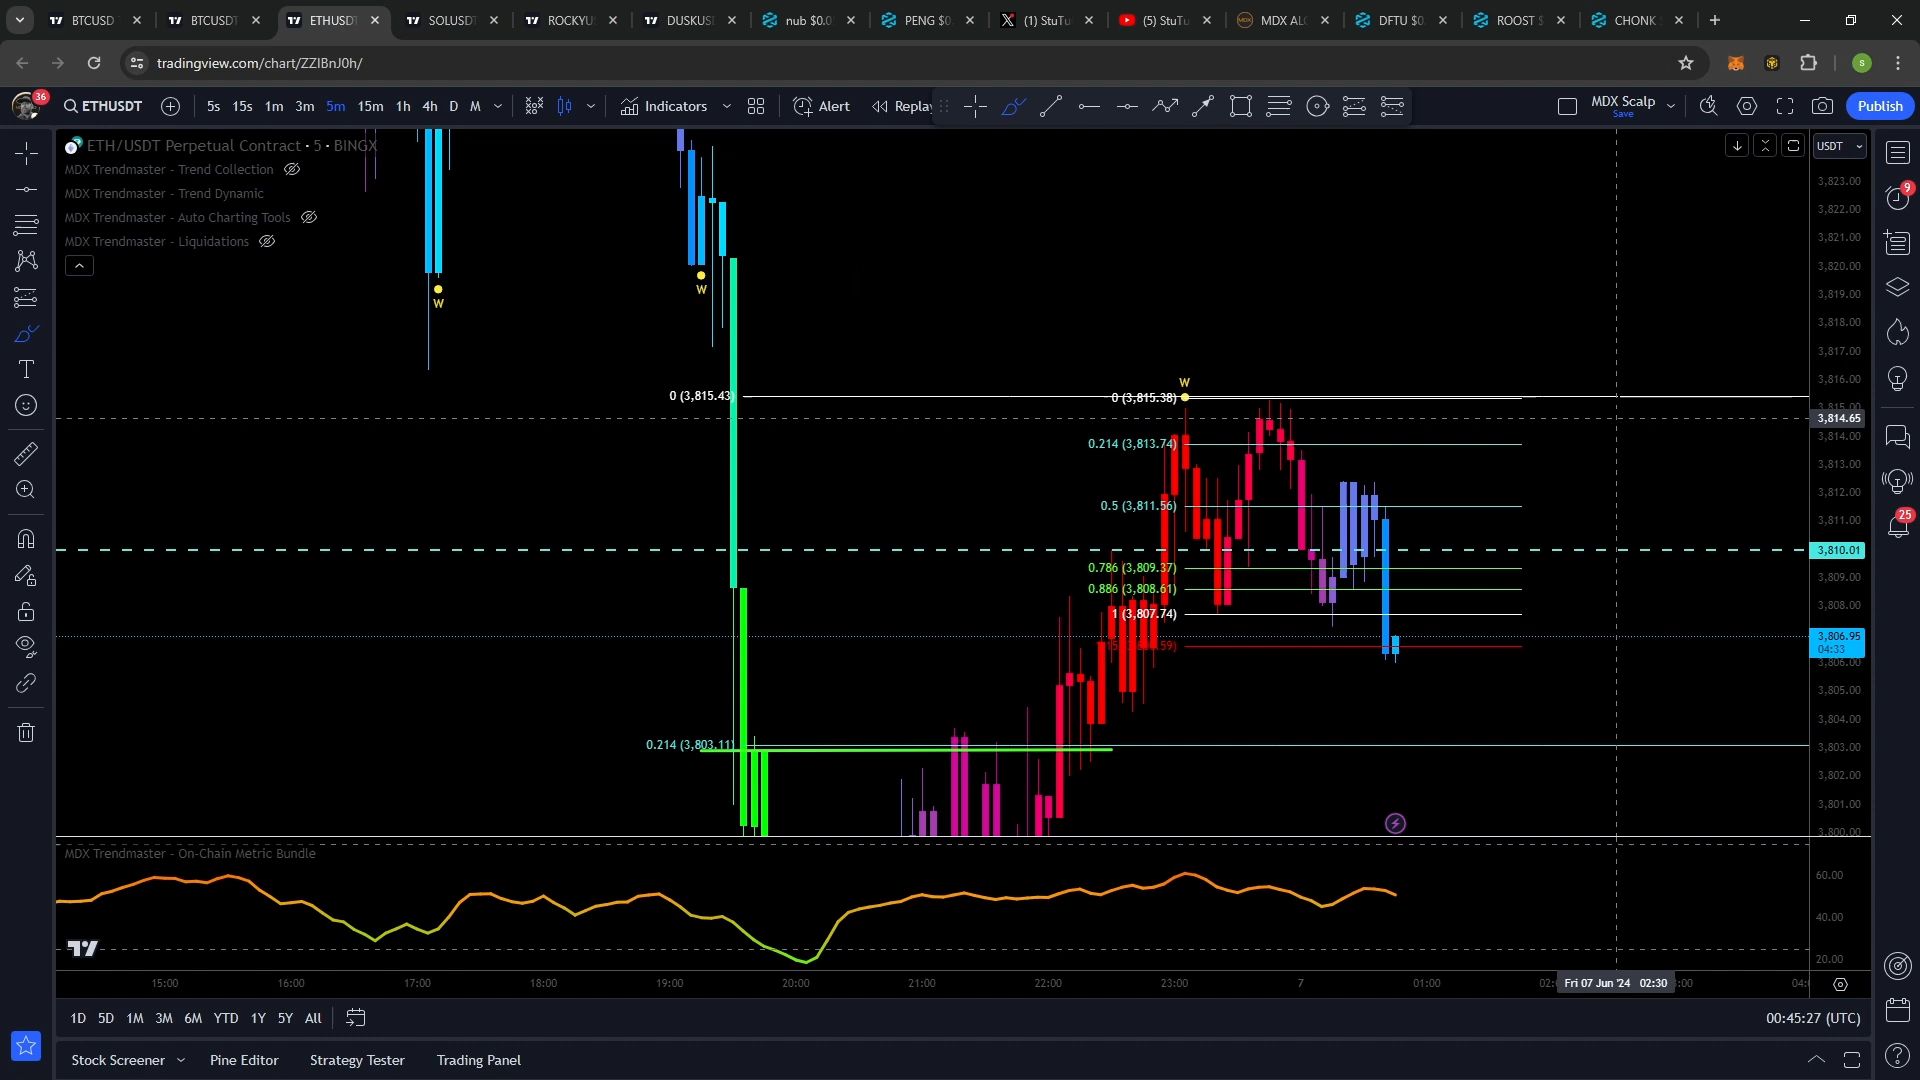 BTCUSD
BTCUSDT
ETHUSDT
SOLUSDT
ROCKYU
DUSKUSD
nub $0.0
PENG $0
(1) StuTu
(5) StuTu
MDX ALG
DFTU $0.
ROOST $
CHONK
tradingview.com/chart/ZZIBnJ0h/
S
36
ETHUSDT
5s 15s 1m 3m 5m 15m 1h 4h D M
Indicators
Alert
Replay
MDX Scalp
Save
Publish
ETH/USDT Perpetual Contract · 5 · BINGX
MDX Trendmaster - Trend Collection
MDX Trendmaster - Trend Dynamic
MDX Trendmaster - Auto Charting Tools
MDX Trendmaster - Liquidations
USDT
3,823.00
3,822.00
3,821.00
3,820.00
3,819.00
3,818.00
3,817.00
3,816.00
3,815.00
3,814.65
3,814.00
3,813.00
3,812.00
3,811.00
3,810.01
3,809.00
3,808.00
3,806.95
04:33
3,806.00
3,805.00
3,804.00
3,803.00
3,802.00
3,801.00
3,800.00
9
25
W
W
W
0 (3,815.43)
0 (3,815.38)
0.214 (3,813.74)
0.5 (3,811.56)
0.786 (3,809.37)
0.886 (3,808.61)
1 (3,807.74)
0.214 (3,803.11)
MDX Trendmaster - On-Chain Metric Bundle
60.00
40.00
20.00
15:00 16:00 17:00 18:00 19:00 20:00 21:00 22:00 23:00 7 01:00 02: Fri 07 Jun '24 02:30 :00 04:
1D 5D 1M 3M 6M YTD 1Y 5Y All
00:45:27 (UTC)
Stock Screener
Pine Editor
Strategy Tester
Trading Panel